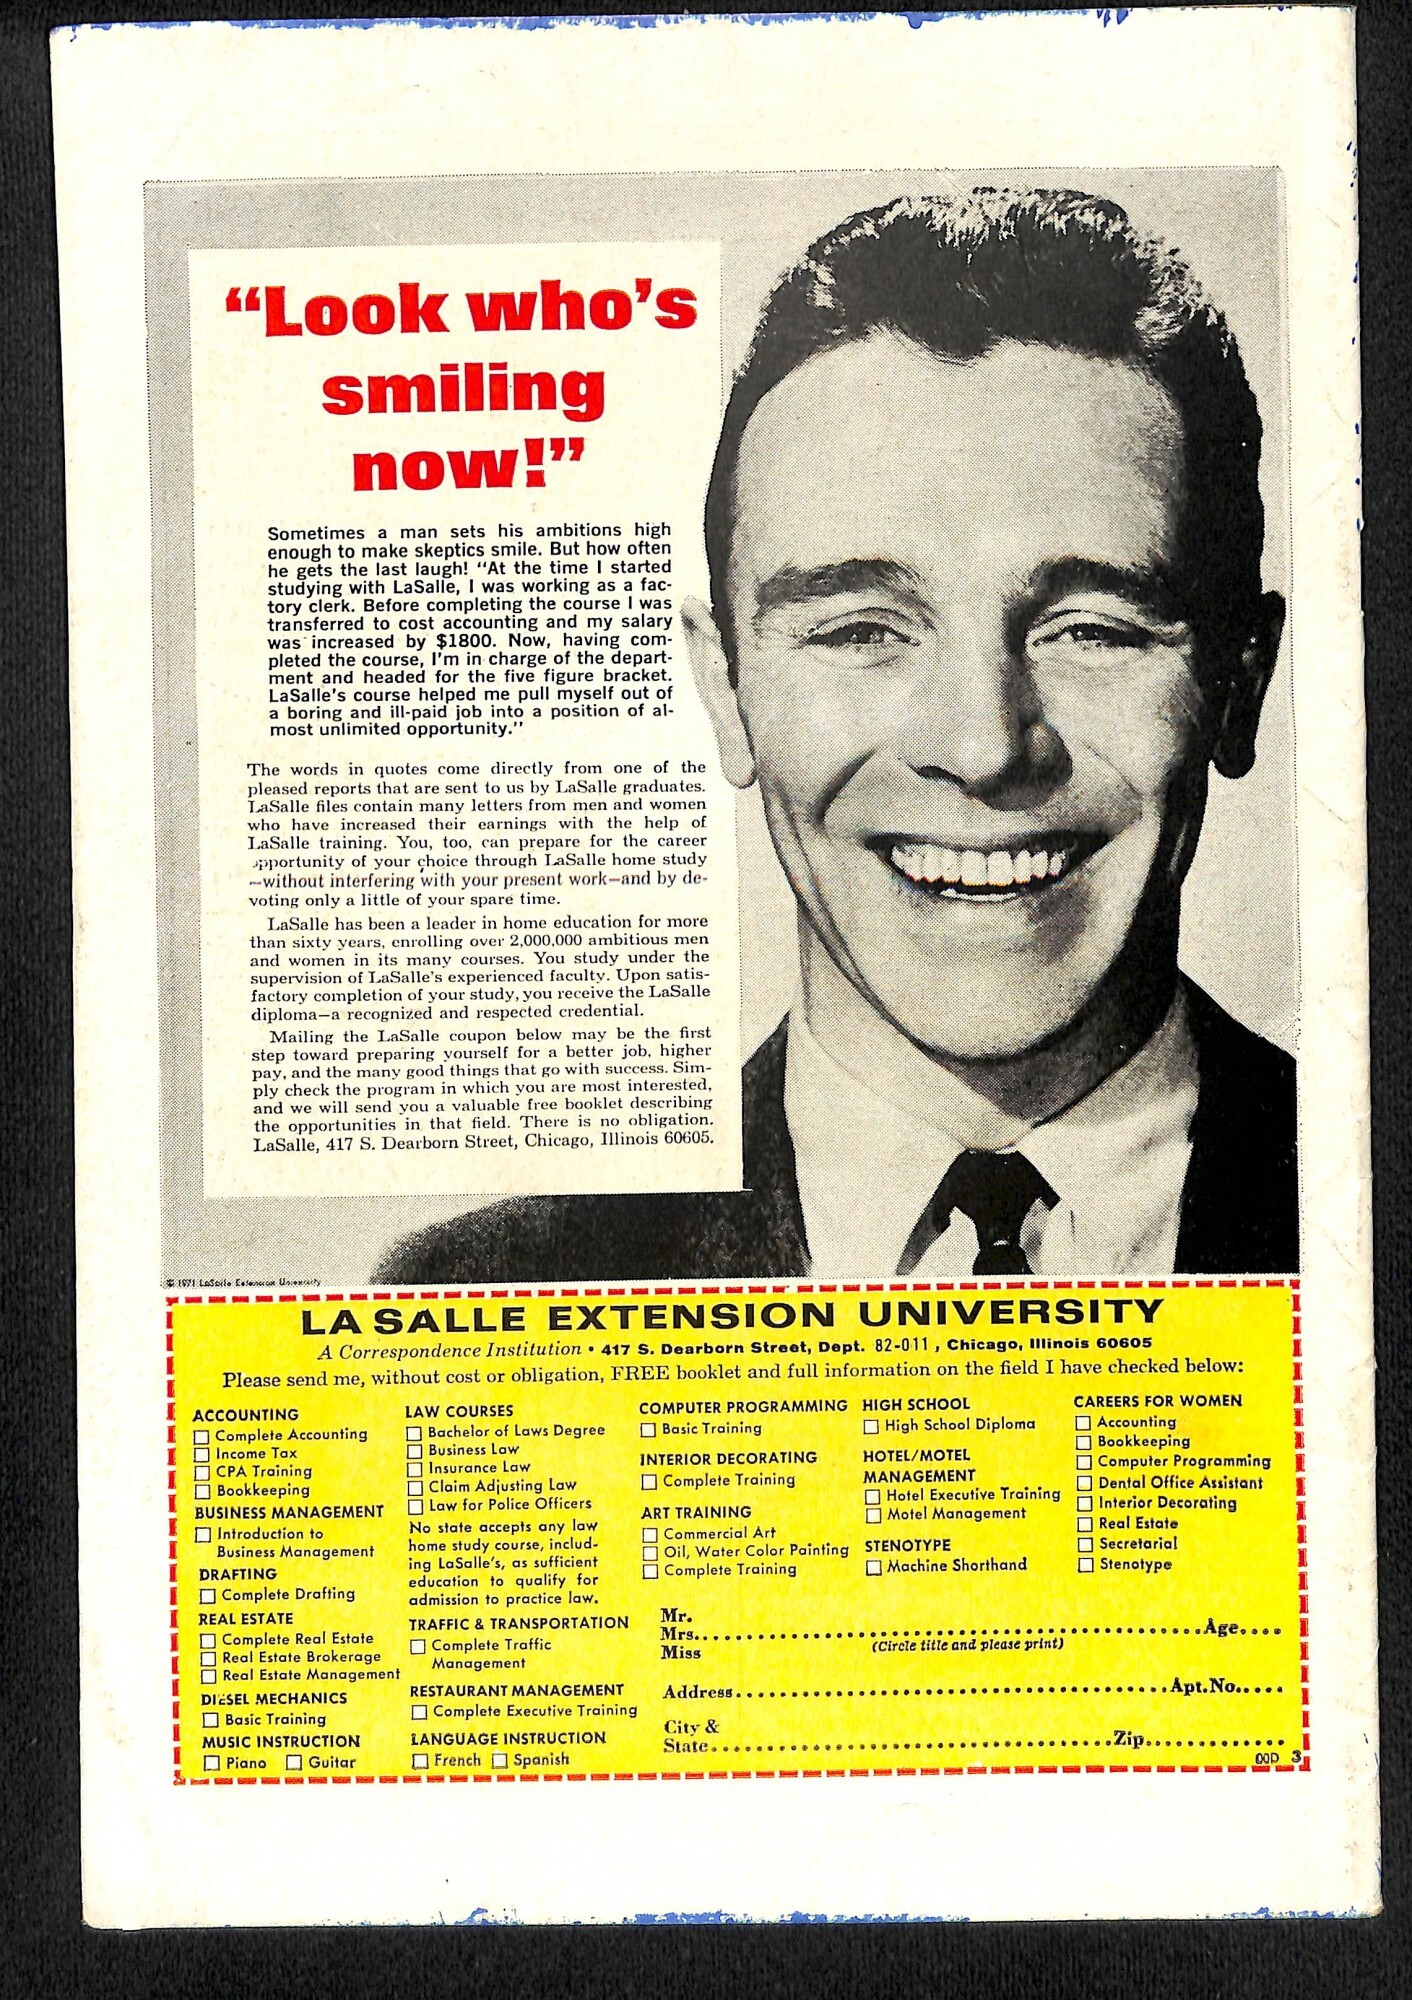 “Look who’s
smiling
now!”
Sometimes a man sets his ambitions high
enough to make skeptics smile. But how often
he gets the last laugh! “At the time I started
studying with LaSalle, I was working as a fac-
tory clerk. Before completing the course I was
transferred to cost accounting and my salary
was increased by $1800. Now, having com-
pleted the course, I’m in charge of the depart-
ment and headed for the five figure bracket.
LaSalle’s course helped me pull myself out of
a boring and ill-paid job into a position of al-
most unlimited opportunity.”
The words in quotes come directly from one of the
pleased reports that are sent to us by LaSalle graduates.
LaSalle files contain many letters from men and women
who have increased their earnings with the help of
LaSalle training. You, too, can prepare for the career
opportunity of your choice through LaSalle home study
—without interfering with your present work—and by de-
voting only a little of your spare time.
LaSalle has been a leader in home education for more
than sixty years, enrolling over 2,000,000 ambitious men
and women in its many courses. You study under the
supervision of LaSalle’s experienced faculty. Upon satis-
factory completion of your study, you receive the LaSalle
diploma—a recognized and respected credential.
Mailing the LaSalle coupon below may be the first
step toward preparing yourself for a better job, higher
pay, and the many good things that go with success. Sim-
ply check the program in which you are most interested,
and we will send you a valuable free booklet describing
the opportunities in that field. There is no obligation.
LaSalle, 417 S. Dearborn Street, Chicago, Illinois 60605.
© 1971 LaSalle Extension University
LA SALLE EXTENSION UNIVERSITY
A Correspondence Institution • 417 S. Dearborn Street, Dept. 82-011, Chicago, Illinois 60605
Please send me, without cost or obligation, FREE booklet and full information on the field I have checked below:
ACCOUNTING
☐ Complete Accounting
☐ Income Tax
☐ CPA Training
☐ Bookkeeping
BUSINESS MANAGEMENT
☐ Introduction to
Business Management
DRAFTING
☐ Complete Drafting
REAL ESTATE
☐ Complete Real Estate
☐ Real Estate Brokerage
☐ Real Estate Management
DIESEL MECHANICS
☐ Basic Training
MUSIC INSTRUCTION
☐ Piano ☐ Guitar
LAW COURSES
☐ Bachelor of Laws Degree
☐ Business Law
☐ Insurance Law
☐ Claim Adjusting Law
☐ Law for Police Officers
No state accepts any law
home study course, includ-
ing LaSalle’s, as sufficient
education to qualify for
admission to practice law.
TRAFFIC & TRANSPORTATION
☐ Complete Traffic
Management
RESTAURANT MANAGEMENT
☐ Complete Executive Training
LANGUAGE INSTRUCTION
☐ French ☐ Spanish
COMPUTER PROGRAMMING
☐ Basic Training
INTERIOR DECORATING
☐ Complete Training
ART TRAINING
☐ Commercial Art
☐ Oil, Water Color Painting
☐ Complete Training
HIGH SCHOOL
☐ High School Diploma
HOTEL/MOTEL
MANAGEMENT
☐ Hotel Executive Training
☐ Motel Management
STENOTYPE
☐ Machine Shorthand
CAREERS FOR WOMEN
☐ Accounting
☐ Bookkeeping
☐ Computer Programming
☐ Dental Office Assistant
☐ Interior Decorating
☐ Real Estate
☐ Secretarial
☐ Stenotype
Mr.
Mrs. Age
Miss (Circle title and please print)
Address Apt. No.
City &
State Zip
3